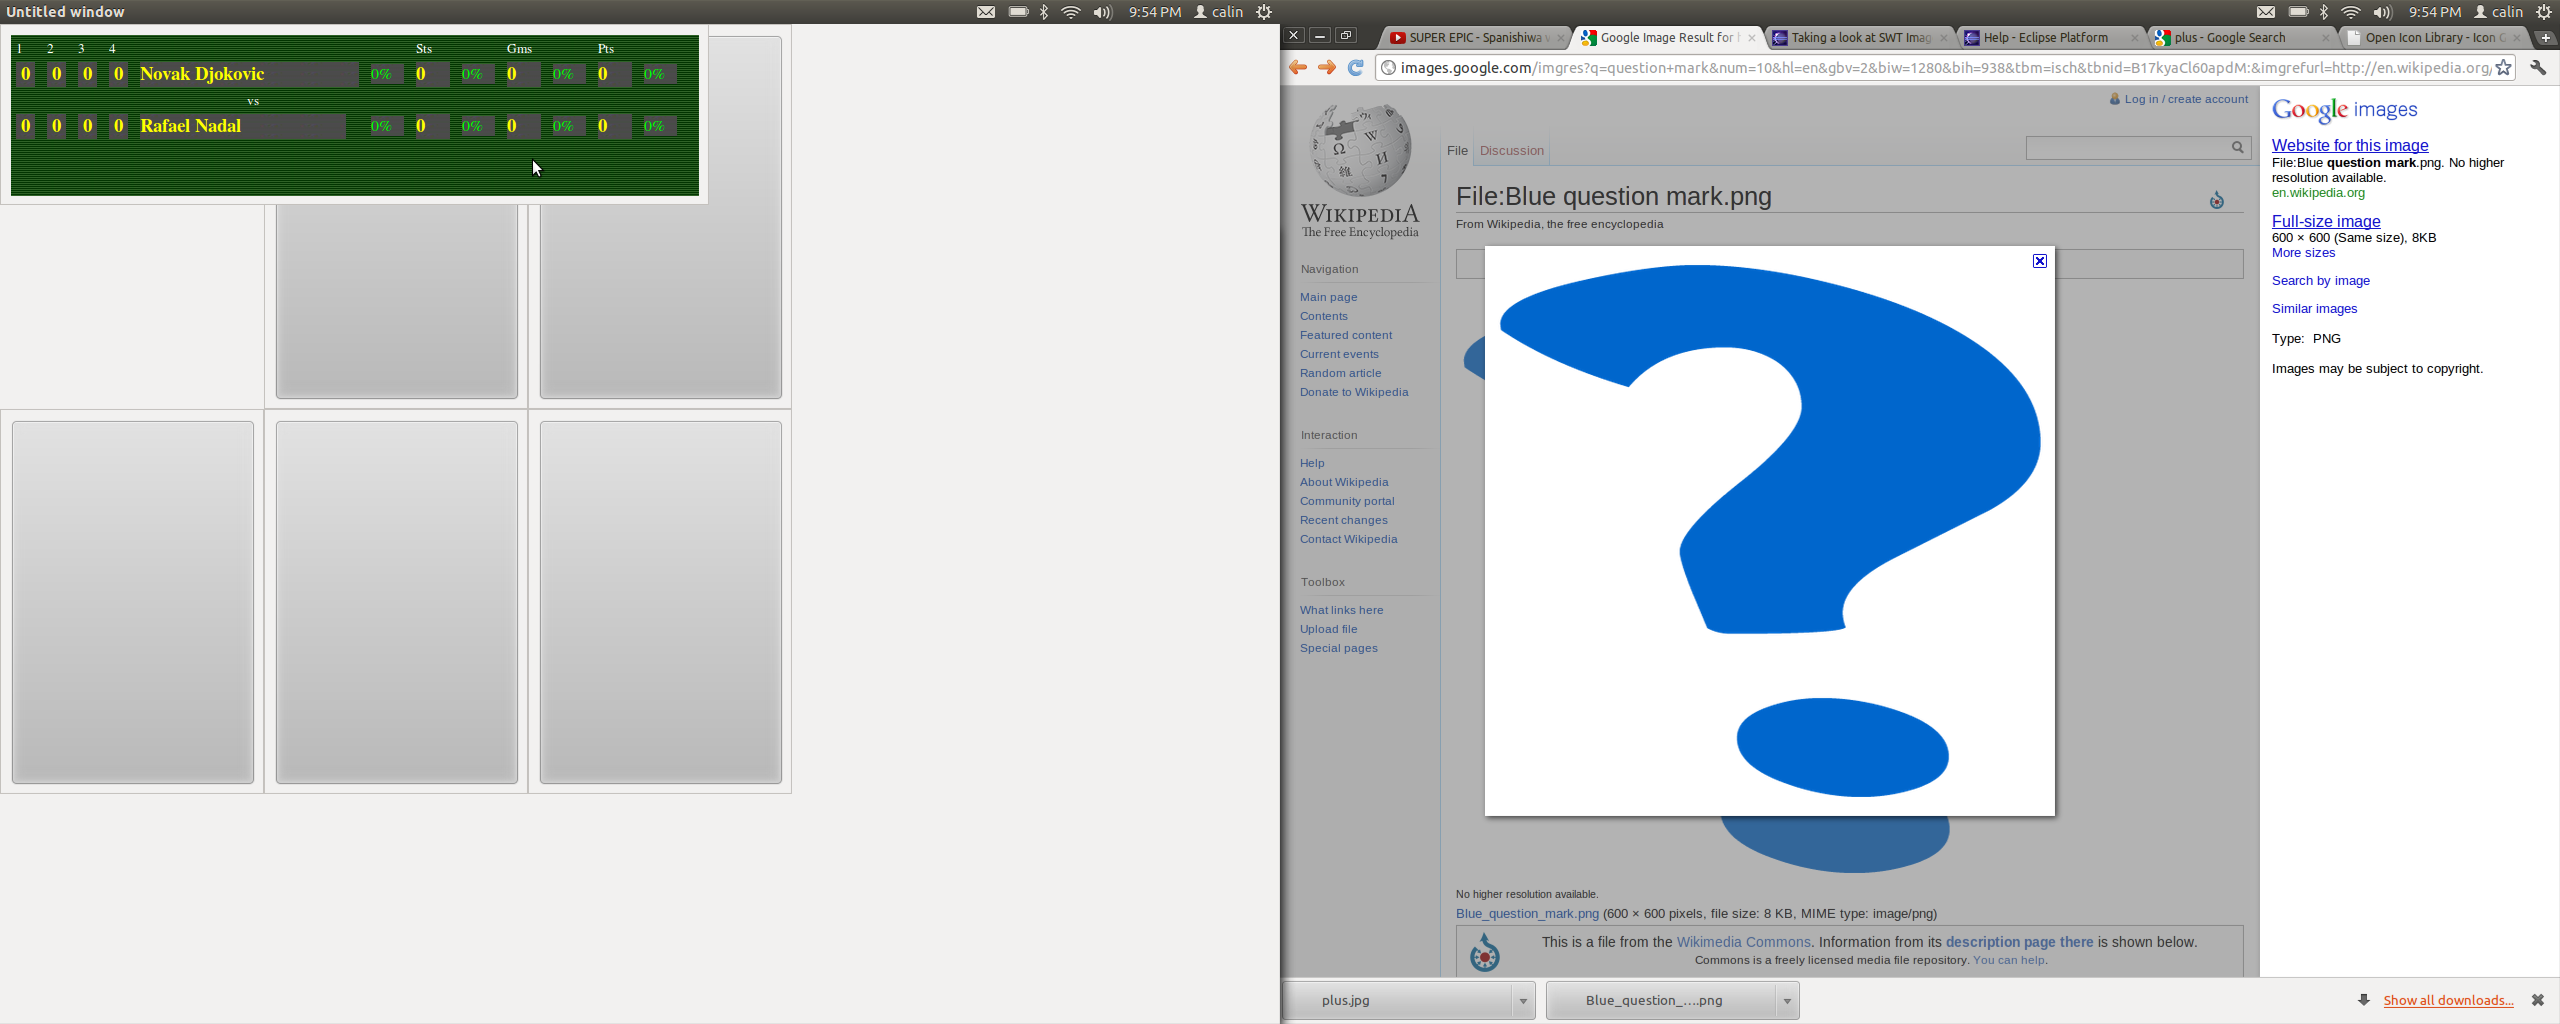 Untitled window
9:54 PM calin
1 2 3 4 Sts Gms Pts
0 0 0 0 Novak Djokovic 0% 0 0% 0 0% 0 0%
vs
0 0 0 0 Rafael Nadal 0% 0 0% 0 0% 0 0%
9:54 PM calin
SUPER EPIC - Spanishiwa
Google Image Result for
Taking a look at SWT Imag
Help - Eclipse Platform
plus - Google Search
Open Icon Library - Icon
images.google.com/imgres?q=question+mark&num=10&hl=en&gbv=2&biw=1280&bih=938&tbm=isch&tbnid=B17kyaCl60apdM:&imgrefurl=http://en.wikipedia.org/
WIKIPEDIA
The Free Encyclopedia
Navigation
Main page
Contents
Featured content
Current events
Random article
Donate to Wikipedia
Interaction
Help
About Wikipedia
Community portal
Recent changes
Contact Wikipedia
Toolbox
What links here
Upload file
Special pages
Log in / create account
File Discussion
File:Blue question mark.png
From Wikipedia, the free encyclopedia
No higher resolution available.
Blue_question_mark.png (600 × 600 pixels, file size: 8 KB, MIME type: image/png)
This is a file from the Wikimedia Commons. Information from its description page there is shown below.
Commons is a freely licensed media file repository. You can help.
Google images
Website for this image
File:Blue question mark.png. No higher
resolution available.
en.wikipedia.org
Full-size image
600 × 600 (Same size), 8KB
More sizes
Search by image
Similar images
Type: PNG
Images may be subject to copyright.
plus.jpg
Blue_question_....png
Show all downloads...